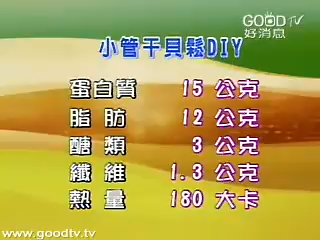 GOOD TV
好消息
小管干貝鬆DIY
蛋白質 15 公克
脂肪 12 公克
醣類 3 公克
纖維 1.3 公克
熱量 180 大卡
www.goodtv.tv